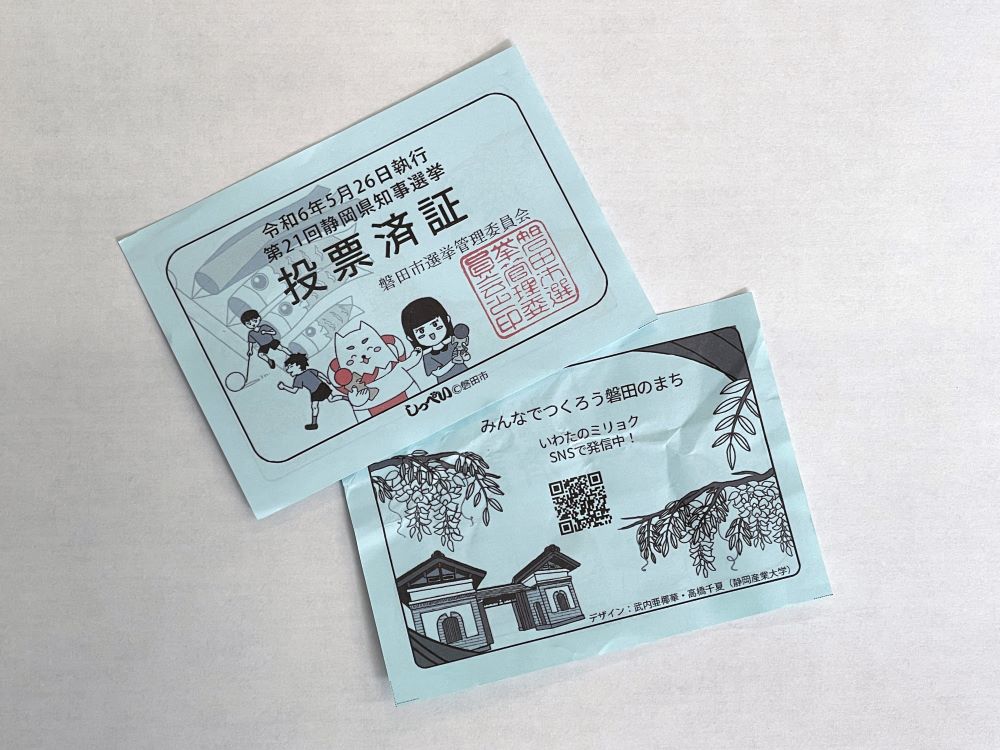 令和6年5月26日執行
第21回静岡県知事選挙
投票済証
磐田市選挙管理委員会
磐田市選
挙管理委
員会之印
しっぺい©磐田市
みんなでつくろう磐田のまち
いわたのミリョク
SNSで発信中！
デザイン：武内亜椰華・高橋千夏（静岡産業大学）